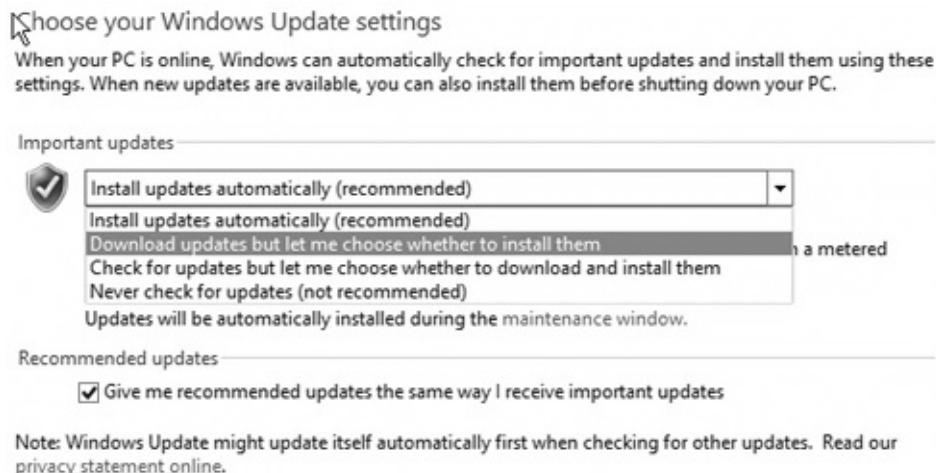 Choose your Windows Update settings
When your PC is online, Windows can automatically check for important updates and install them using these
settings. When new updates are available, you can also install them before shutting down your PC.
Important updates
Install updates automatically (recommended)
Install updates automatically (recommended)
Download updates but let me choose whether to install them
a metered
Check for updates but let me choose whether to download and install them
Never check for updates (not recommended)
Updates will be automatically installed during the maintenance window.
Recommended updates
Give me recommended updates the same way I receive important updates
Note: Windows Update might update itself automatically first when checking for other updates. Read our
privacy statement online.